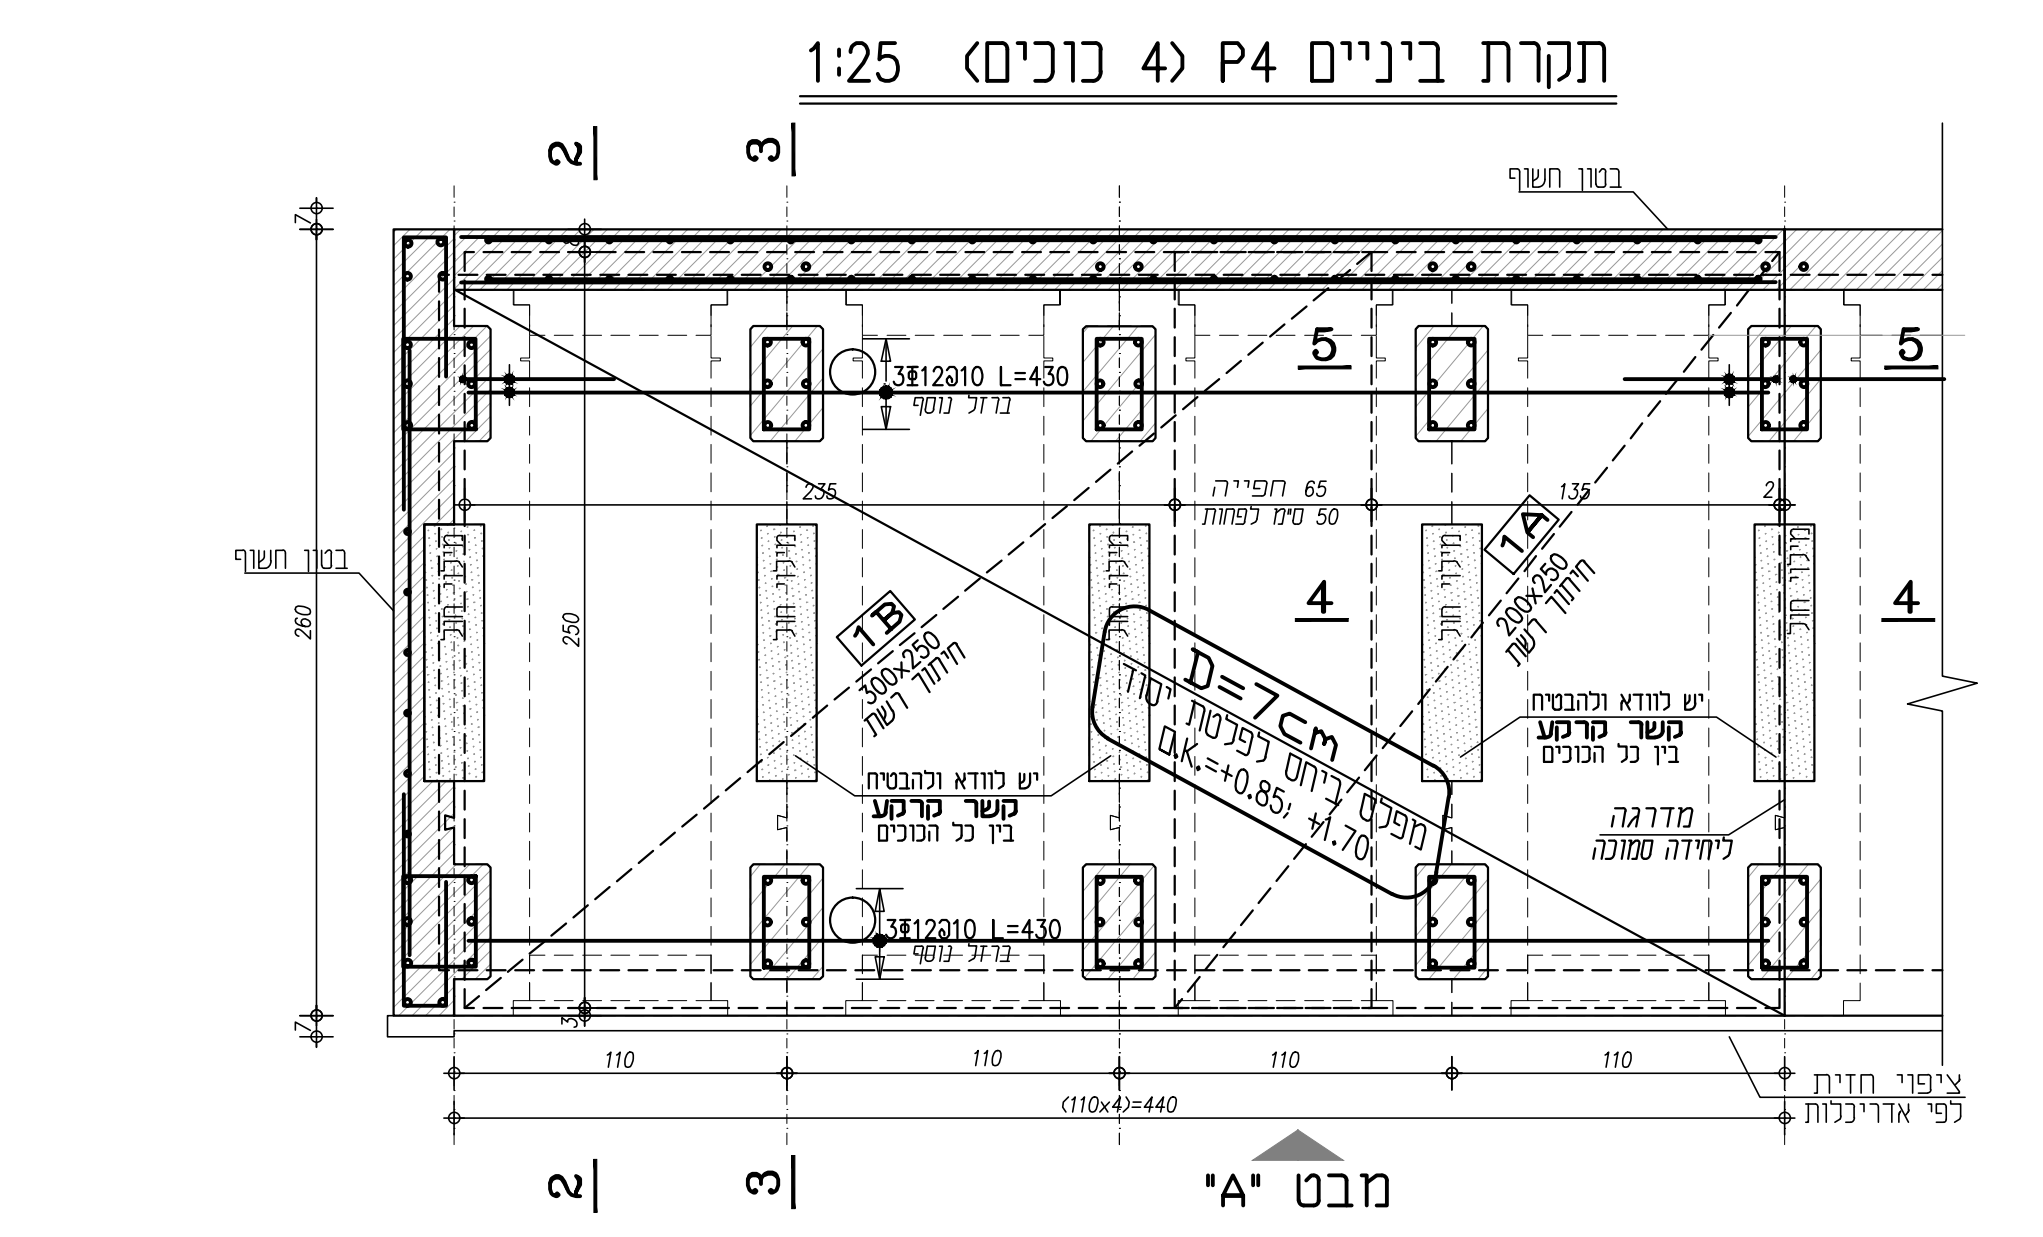 תקרת ביניים P4 (4 כוכים) 1:25
2
3
בטון חשוף
7
5
5
3Φ12@10 L=430
ברזל נוסף
235
65 חפייה
50 ס"מ לפחות
135
2
1A
200x250
חיתוך רשת
בטון חשוף
מילוי חול
מילוי חול
מילוי חול
מילוי חול
מילוי חול
260
250
4
4
1B
300x250
חיתוך רשת
D=7cm
מפלס ביחס לפלטת יסוד
מ.K.=+0.85; +1.70
יש לוודא ולהבטיח
קשר קרקע
בין כל הכוכים
יש לוודא ולהבטיח
קשר קרקע
בין כל הכוכים
מדרגה
ליחידה סמוכה
3Φ12@10 L=430
ברזל נוסף
7
3
110
110
110
110
(110x4)=440
ציפוי חזית
לפי אדריכלות
2
3
מבט "A"